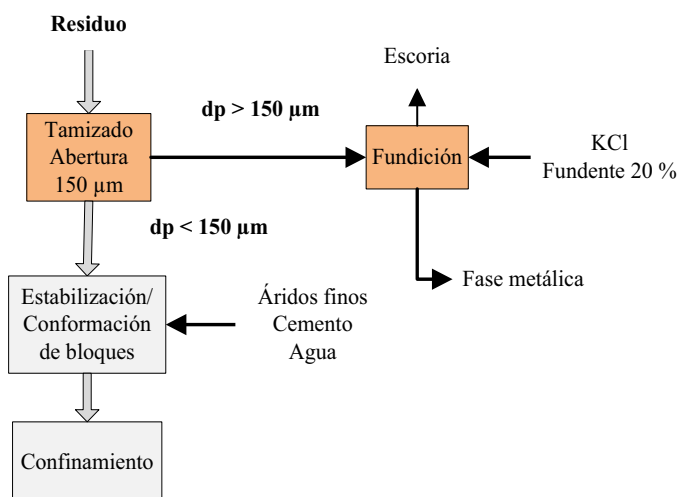 Residuo
Escoria
dp > 150 µm
Tamizado
Abertura
150 µm
Fundición
KCl
Fundente 20 %
dp < 150 µm
Fase metálica
Estabilización/
Conformación
de bloques
Áridos finos
Cemento
Agua
Confinamiento